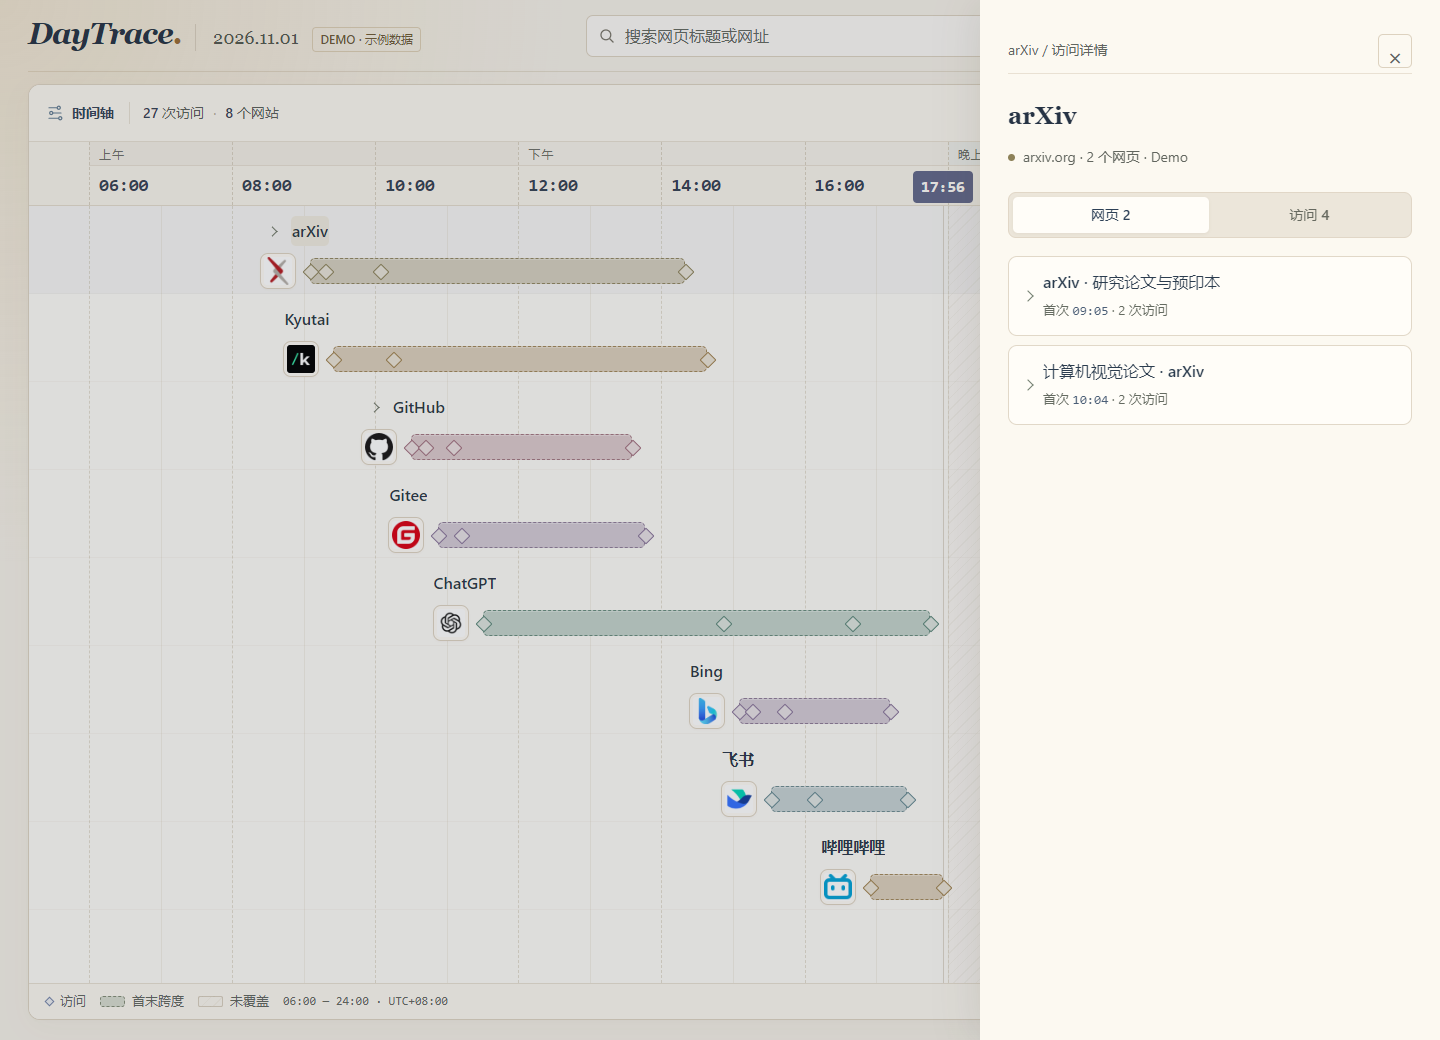 DayTrace.
2026.11.01
DEMO · 示例数据
搜索网页标题或网址
时间轴
27 次访问 · 8 个网站
上午
下午
晚上
06:00
08:00
10:00
12:00
14:00
16:00
17:56
arXiv
Kyutai
/k
GitHub
Gitee
ChatGPT
Bing
飞书
哔哩哔哩
访问
首末跨度
未覆盖
06:00 — 24:00 · UTC+08:00
arXiv / 访问详情
arXiv
arxiv.org · 2 个网页 · Demo
网页 2
访问 4
arXiv · 研究论文与预印本
首次 09:05 · 2 次访问
计算机视觉论文 · arXiv
首次 10:04 · 2 次访问